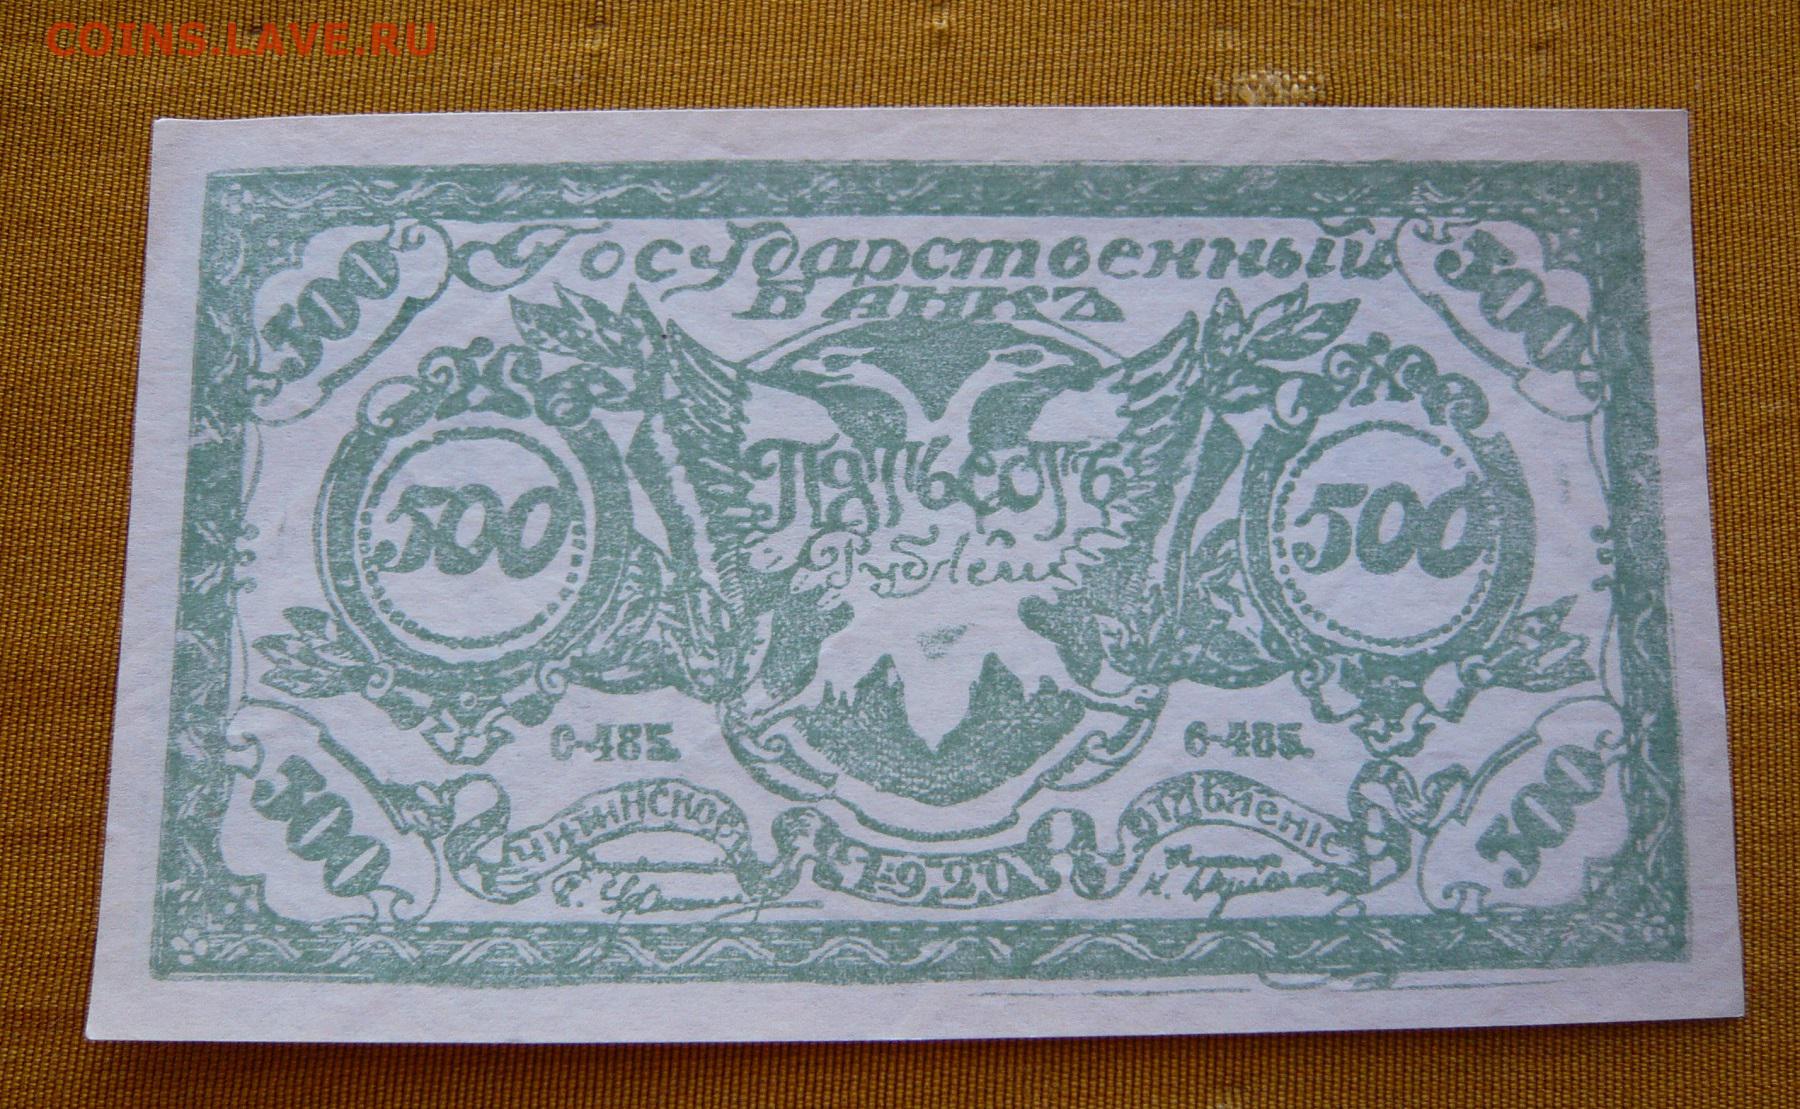 COINS.LAVE.RU
500 Государственный 500
БАНКЪ
500 ПЯТЬСОТЪ 500
Рублей
С-485. С-485.
500 ЧИТИНСКОЕ ОТДѢЛЕНІЕ 500
1920